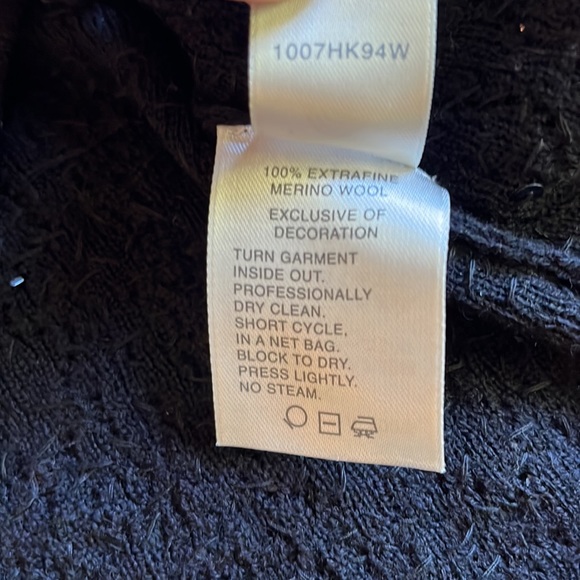 1007HK94W
100% EXTRAFINE
MERINO WOOL
EXCLUSIVE OF
DECORATION
TURN GARMENT
INSIDE OUT.
PROFESSIONALLY
DRY CLEAN.
SHORT CYCLE.
IN A NET BAG.
BLOCK TO DRY.
PRESS LIGHTLY.
NO STEAM.